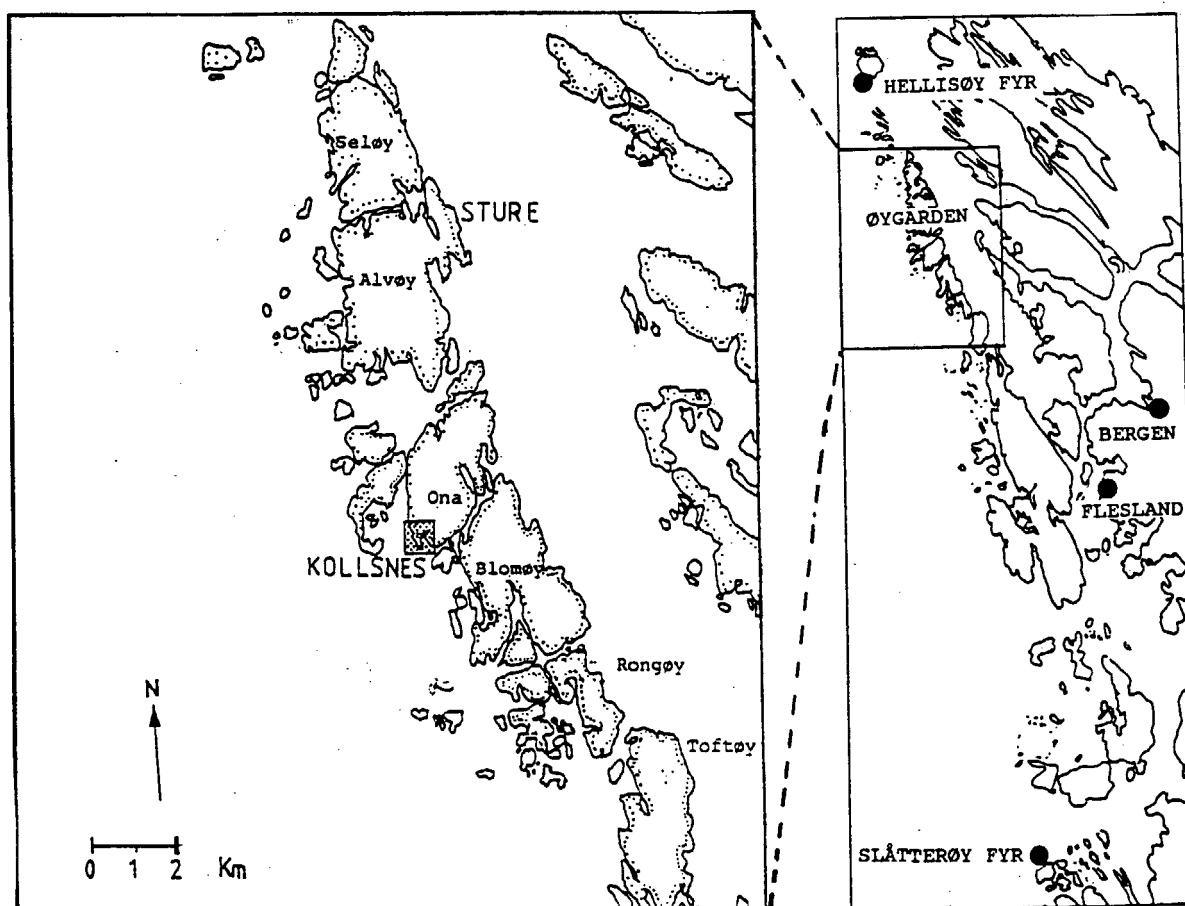 Seløy
STURE
Alvøy
Ona
KOLLSNES
Blomøy
Rongøy
Toftøy
N
0 1 2 Km
HELLISØY FYR
ØYGARDEN
BERGEN
FLESLAND
SLÅTTERØY FYR